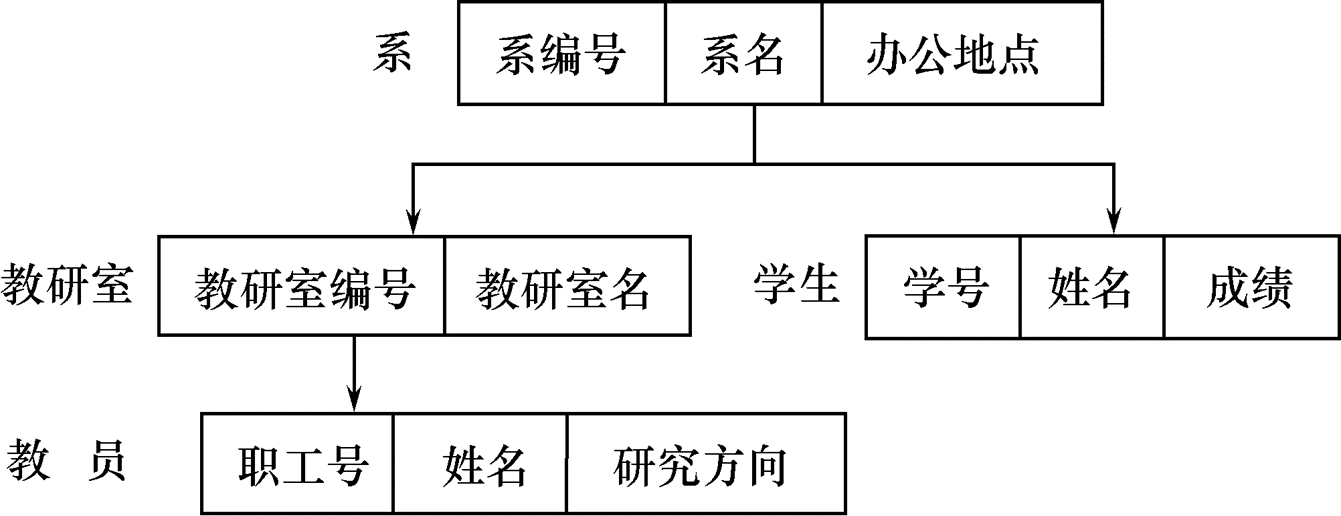 系 系编号 系名 办公地点
教研室 教研室编号 教研室名 学生 学号 姓名 成绩
教 员 职工号 姓名 研究方向